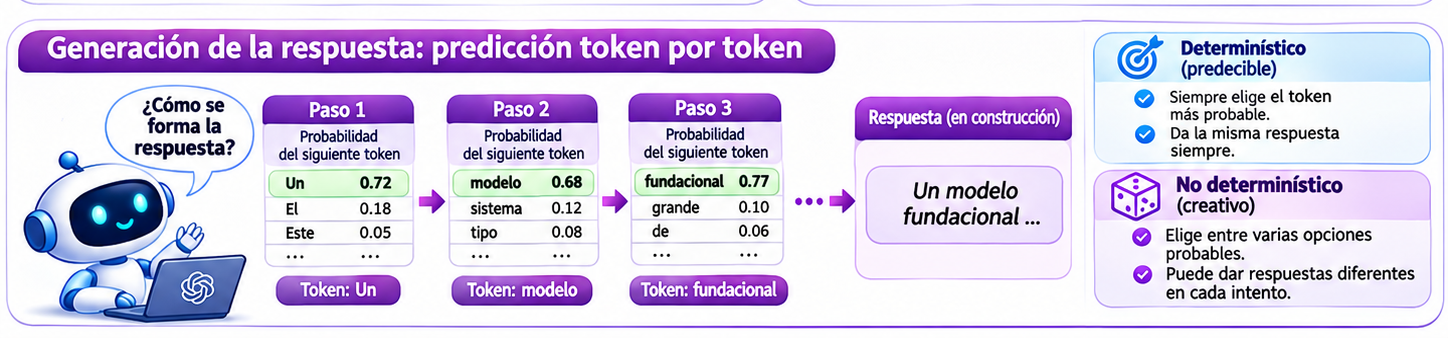 Generación de la respuesta: predicción token por token
¿Cómo se
forma la
respuesta?
Paso 1
Probabilidad
del siguiente token
Un 0.72
El 0.18
Este 0.05
... ...
Token: Un
Paso 2
Probabilidad
del siguiente token
modelo 0.68
sistema 0.12
tipo 0.08
... ...
Token: modelo
Paso 3
Probabilidad
del siguiente token
fundacional 0.77
grande 0.10
de 0.06
... ...
Token: fundacional
Respuesta (en construcción)
Un modelo
fundacional ...
Determinístico
(predecible)
Siempre elige el token
más probable.
Da la misma respuesta
siempre.
No determinístico
(creativo)
Elige entre varias opciones
probables.
Puede dar respuestas diferentes
en cada intento.